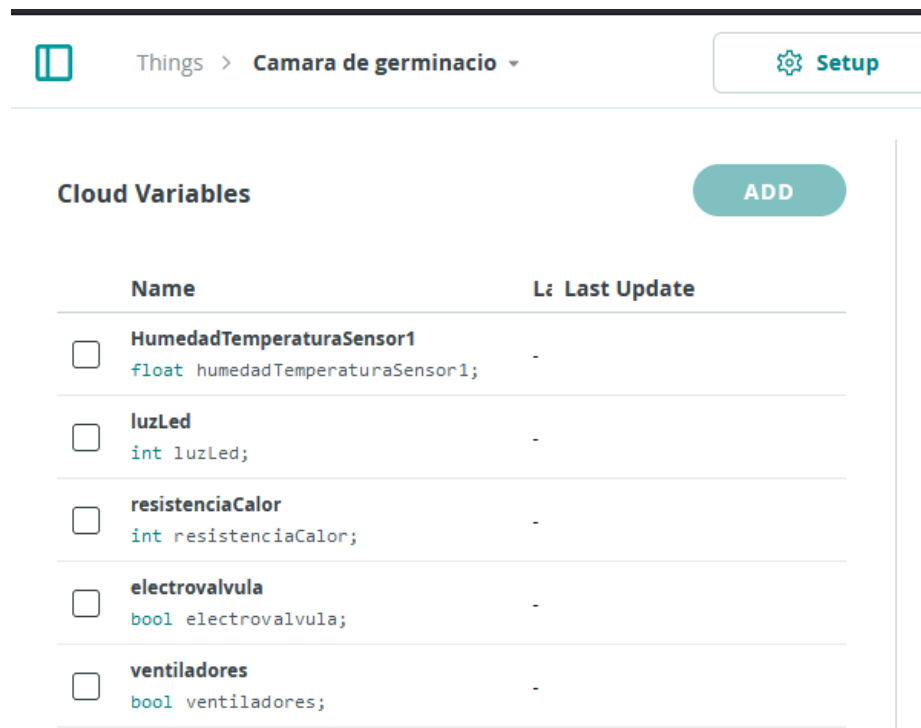 Things > Camara de germinacio
Setup
Cloud Variables
ADD
Name La Last Update
HumedadTemperaturaSensor1
float humedadTemperaturaSensor1;
-
luzLed
int luzLed;
-
resistenciaCalor
int resistenciaCalor;
-
electrovalvula
bool electrovalvula;
-
ventiladores
bool ventiladores;
-